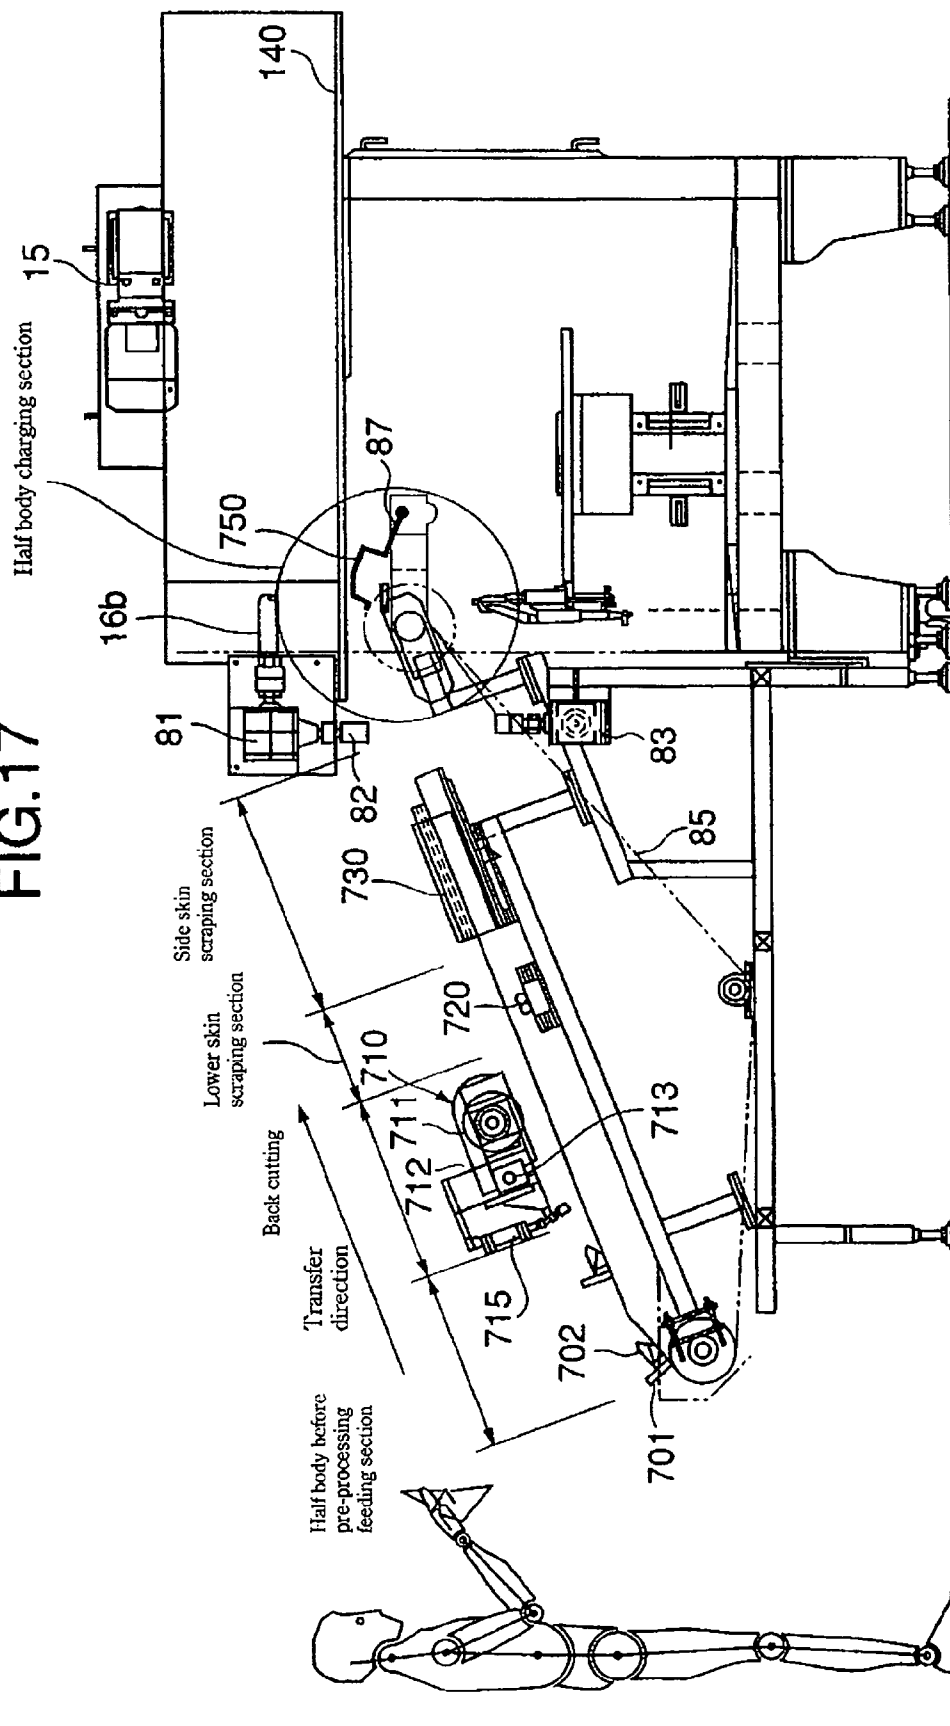 FIG.17
Half body charging section
15
140
16b
750
87
81
82
83
85
Side skin
scraping section
730
Lower skin
scraping section
720
710
711
712
713
Back cutting
715
Transfer
direction
702
701
Half body before
pre-processing
feeding section